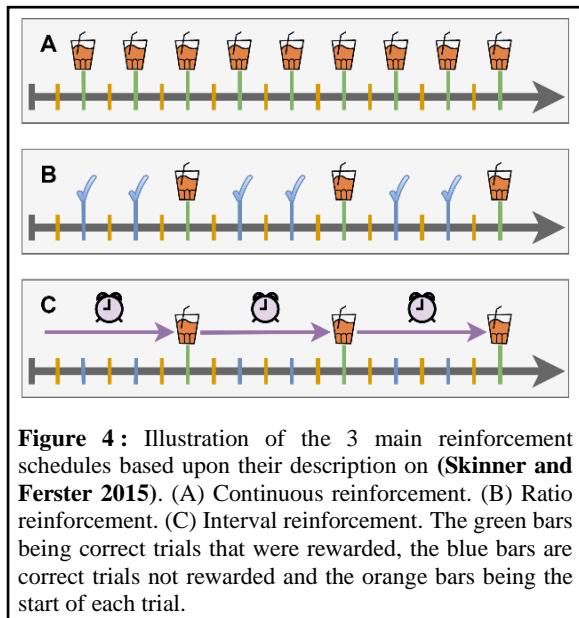 A
B
C
Figure 4 : Illustration of the 3 main reinforcement
schedules based upon their description on (Skinner and
Ferster 2015). (A) Continuous reinforcement. (B) Ratio
reinforcement. (C) Interval reinforcement. The green bars
being correct trials that were rewarded, the blue bars are
correct trials not rewarded and the orange bars being the
start of each trial.